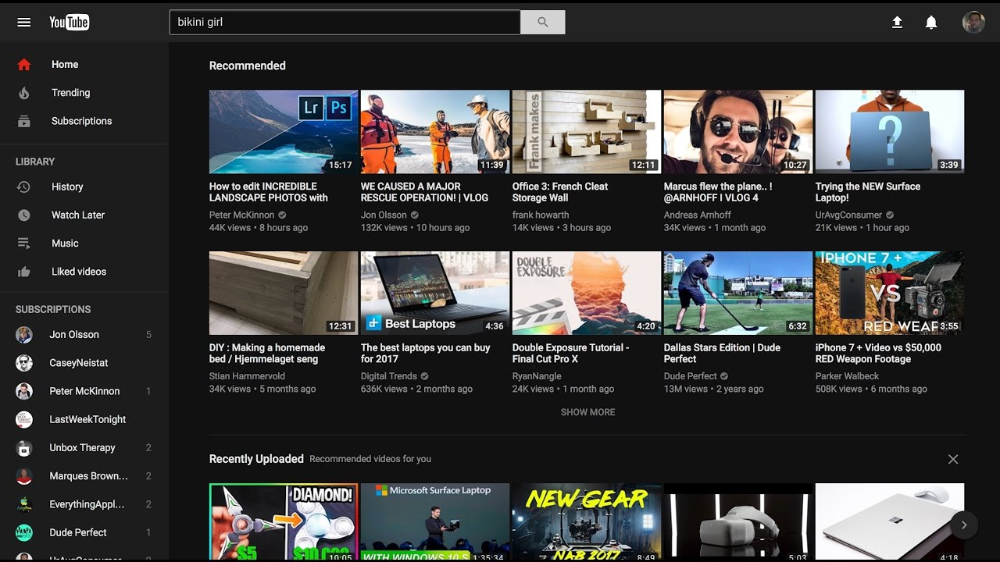 YouTube
bikini girl
Home
Trending
Subscriptions
LIBRARY
History
Watch Later
Music
Liked videos
SUBSCRIPTIONS
Jon Olsson 5
CaseyNeistat
Peter McKinnon 1
LastWeekTonight
Unbox Therapy 2
Marques Brown... 2
EverythingAppl... 2
Dude Perfect 1
UrAvgConsumer
Recommended
Lr Ps
15:17
How to edit INCREDIBLE
LANDSCAPE PHOTOS with
Peter McKinnon
44K views • 8 hours ago
11:39
WE CAUSED A MAJOR
RESCUE OPERATION! | VLOG
Jon Olsson
132K views • 10 hours ago
Frank makes
12:11
Office 3: French Cleat
Storage Wall
frank howarth
14K views • 3 hours ago
10:27
Marcus flew the plane.. !
@ARNHOFF I VLOG 4
Andreas Arnhoff
34K views • 1 month ago
?
3:39
Trying the NEW Surface
Laptop!
UrAvgConsumer
21K views • 1 hour ago
12:31
DIY : Making a homemade
bed / Hjemmelaget seng
Stian Hammervold
34K views • 5 months ago
Best Laptops
4:36
The best laptops you can buy
for 2017
Digital Trends
636K views • 2 months ago
DOUBLE
EXPOSURE
4:20
Double Exposure Tutorial -
Final Cut Pro X
RyanNangle
24K views • 1 month ago
6:32
Dallas Stars Edition | Dude
Perfect
Dude Perfect
13M views • 2 years ago
IPHONE 7 +
VS
RED WEAP
3:55
iPhone 7 + Video vs $50,000
RED Weapon Footage
Parker Walbeck
508K views • 6 months ago
SHOW MORE
Recently Uploaded Recommended videos for you
DIAMOND!
$5
10:05
Microsoft Surface Laptop
WITH WINDOWS 10 S
1:35:34
NEW GEAR
NAB 2017
8:49
5:03
4:18